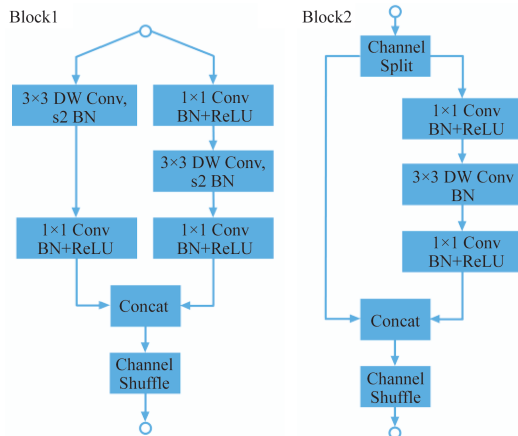 Block1
3×3 DW Conv,
s2 BN
1×1 Conv
BN+ReLU
1×1 Conv
BN+ReLU
3×3 DW Conv,
s2 BN
1×1 Conv
BN+ReLU
Concat
Channel
Shuffle
Block2
Channel
Split
1×1 Conv
BN+ReLU
3×3 DW Conv
BN
1×1 Conv
BN+ReLU
Concat
Channel
Shuffle